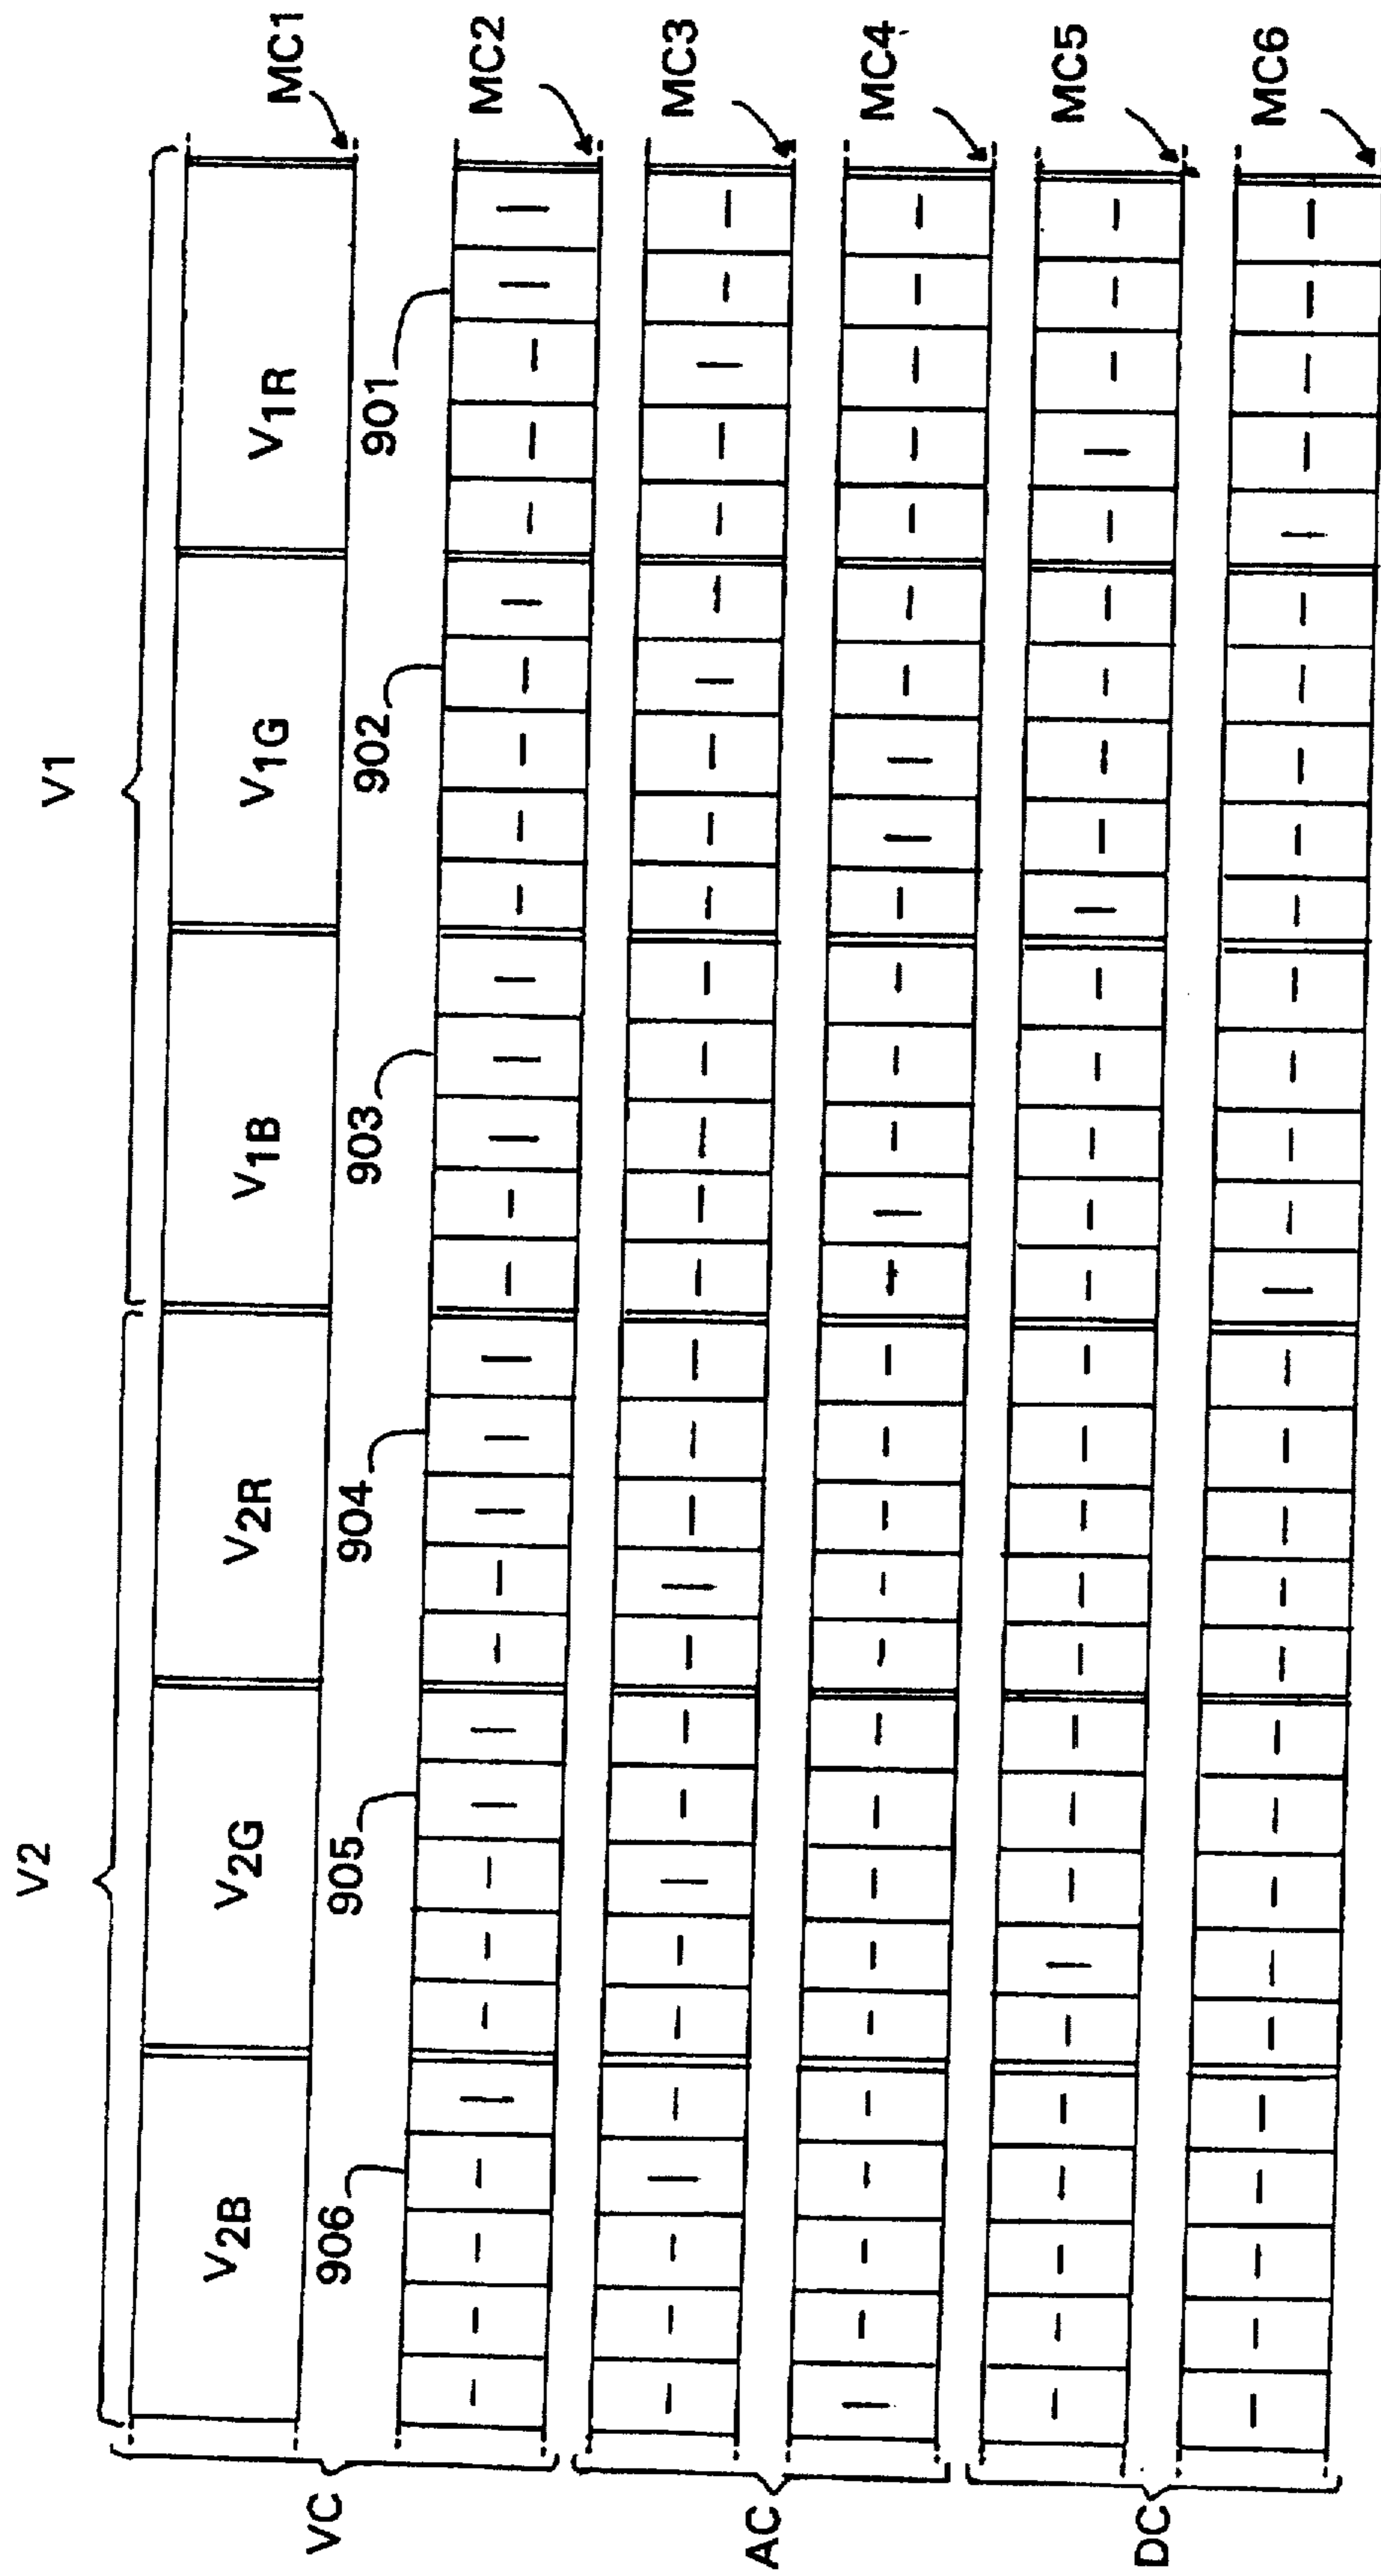 V2 V1
VC
V2B V2G V2R V1B V1G V1R MC1
906 905 904 903 902 901 MC2
AC
MC3
MC4
DC
MC5
MC6